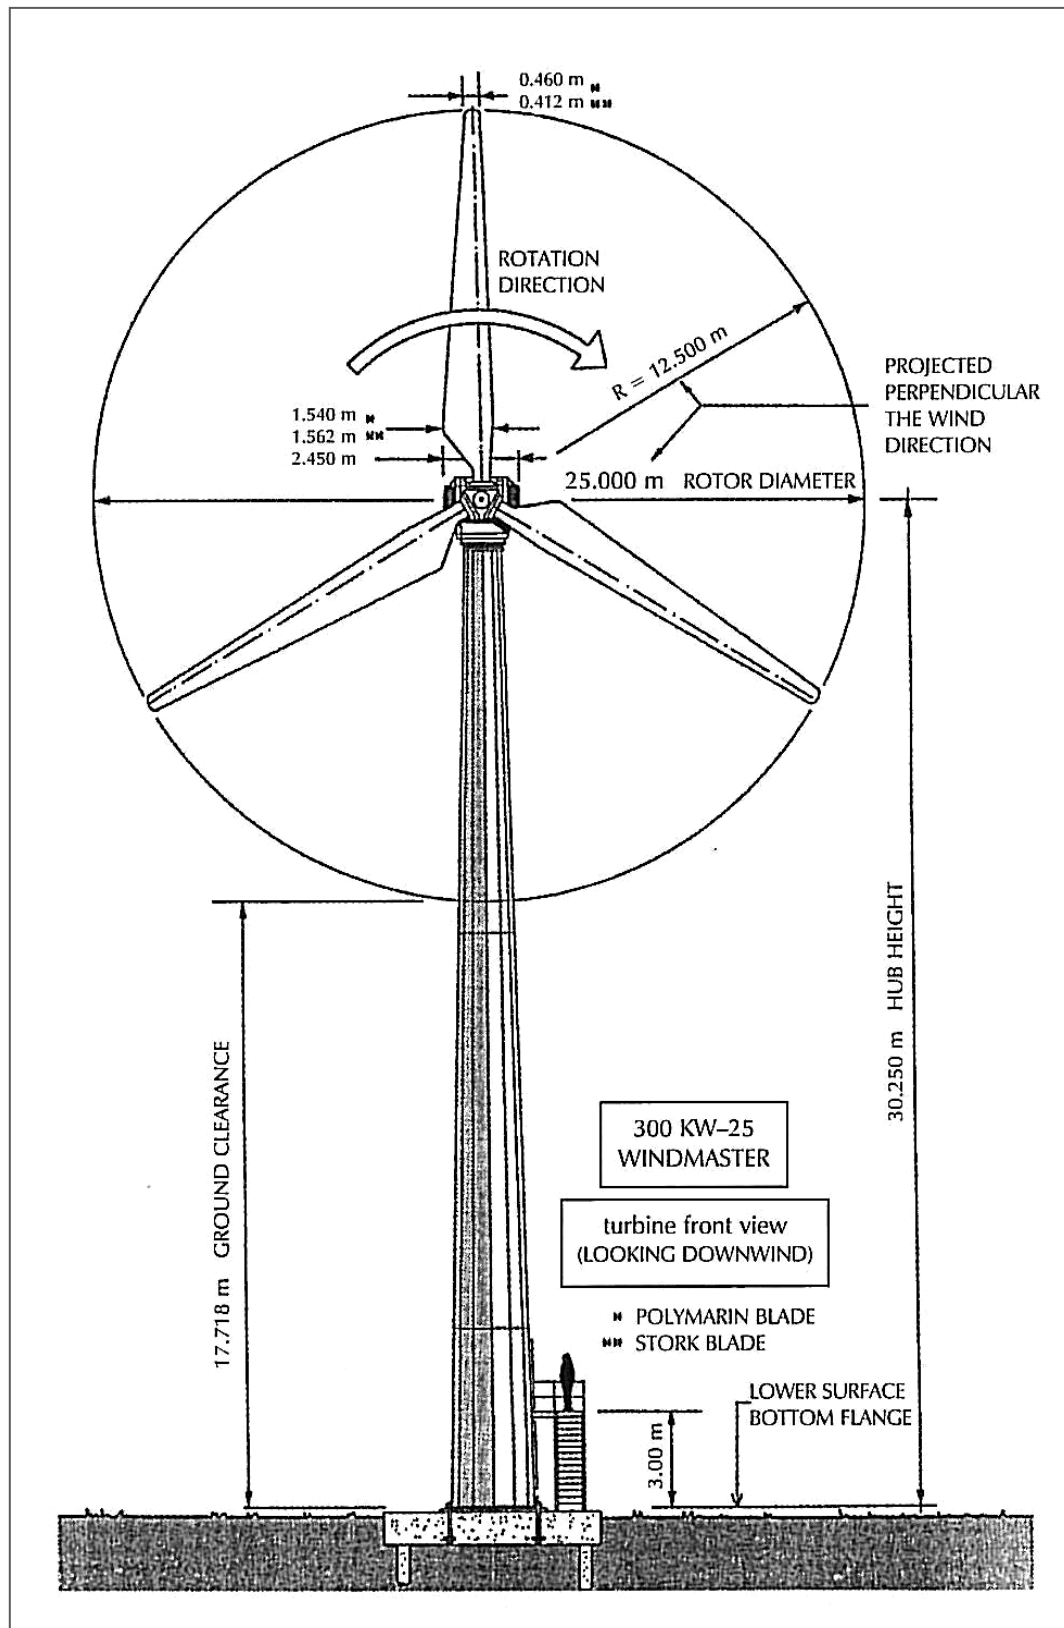 0.460 m *
0.412 m **
ROTATION
DIRECTION
R = 12.500 m
PROJECTED
PERPENDICULAR
THE WIND
DIRECTION
1.540 m *
1.562 m **
2.450 m
25.000 m ROTOR DIAMETER
30.250 m HUB HEIGHT
17.718 m GROUND CLEARANCE
300 KW–25
WINDMASTER
turbine front view
(LOOKING DOWNWIND)
* POLYMARIN BLADE
** STORK BLADE
LOWER SURFACE
BOTTOM FLANGE
3.00 m